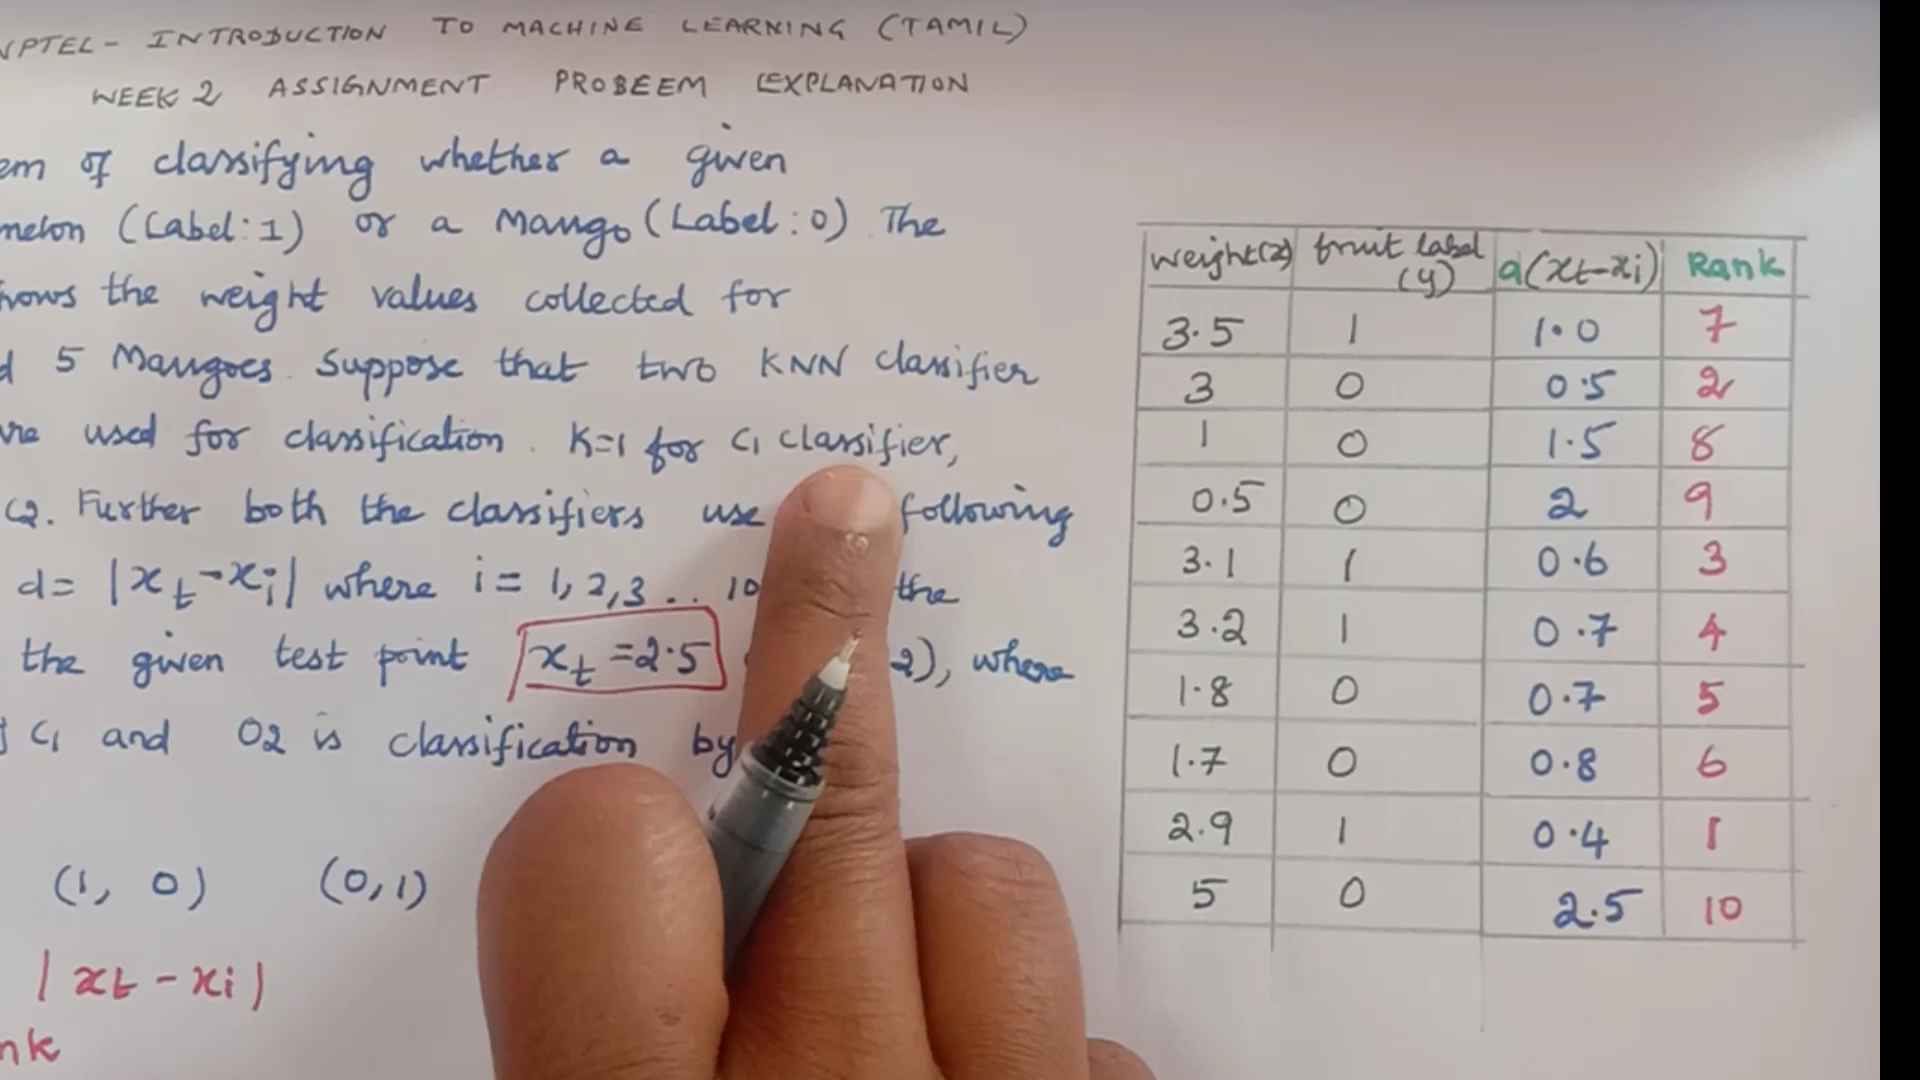 NPTEL - INTRODUCTION TO MACHINE LEARNING (TAMIL)
WEEK 2 ASSIGNMENT PROBEEM EXPLANATION
em of classifying whether a given
melon (Label:1) or a Mango (Label:0) The
hows the weight values collected for
d 5 Mangoes. Suppose that two KNN classifier
are used for classification. K=1 for C1 classifier,
C2. Further both the classifiers use following
d= |xt-xi| where i= 1,2,3... 10 the
the given test point xt=2.5 2), where
C1 and O2 is classification by
(1, 0) (0,1)
|xt-xi|
nk
weight(x) fruit label (y) a(xt-xi) Rank
3.5 1 1.0 7
3 0 0.5 2
1 0 1.5 8
0.5 0 2 9
3.1 1 0.6 3
3.2 1 0.7 4
1.8 0 0.7 5
1.7 0 0.8 6
2.9 1 0.4 1
5 0 2.5 10